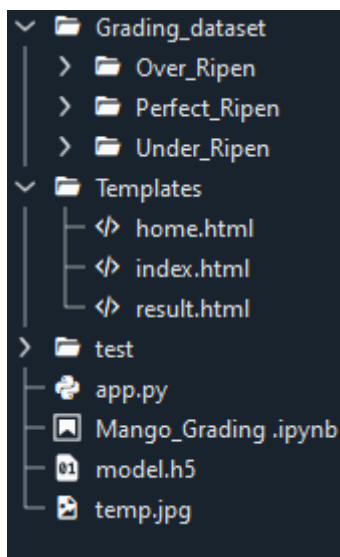 Grading_dataset
Over_Ripen
Perfect_Ripen
Under_Ripen
Templates
home.html
index.html
result.html
test
app.py
Mango_Grading .ipynb
01
model.h5
temp.jpg